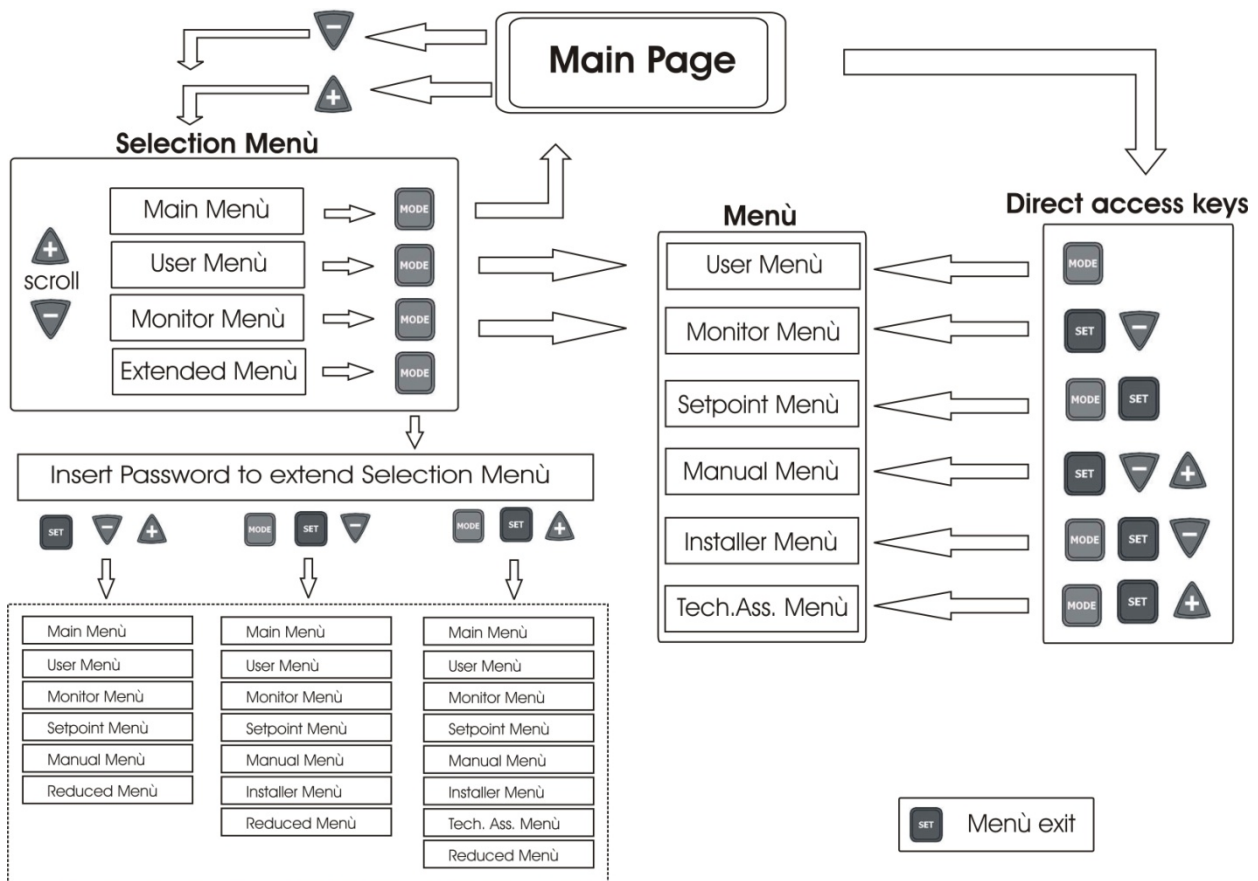 −
Main Page
+
Selection Menù
Main Menù MODE
User Menù MODE
Monitor Menù MODE
Extended Menù MODE
+
scroll
−
Insert Password to extend Selection Menù
SET − +
MODE SET −
MODE SET +
Main Menù
User Menù
Monitor Menù
Setpoint Menù
Manual Menù
Reduced Menù
Main Menù
User Menù
Monitor Menù
Setpoint Menù
Manual Menù
Installer Menù
Reduced Menù
Main Menù
User Menù
Monitor Menù
Setpoint Menù
Manual Menù
Installer Menù
Tech. Ass. Menù
Reduced Menù
Menù
User Menù
Monitor Menù
Setpoint Menù
Manual Menù
Installer Menù
Tech.Ass. Menù
Direct access keys
MODE
SET −
MODE SET
SET − +
MODE SET −
MODE SET +
SET Menù exit